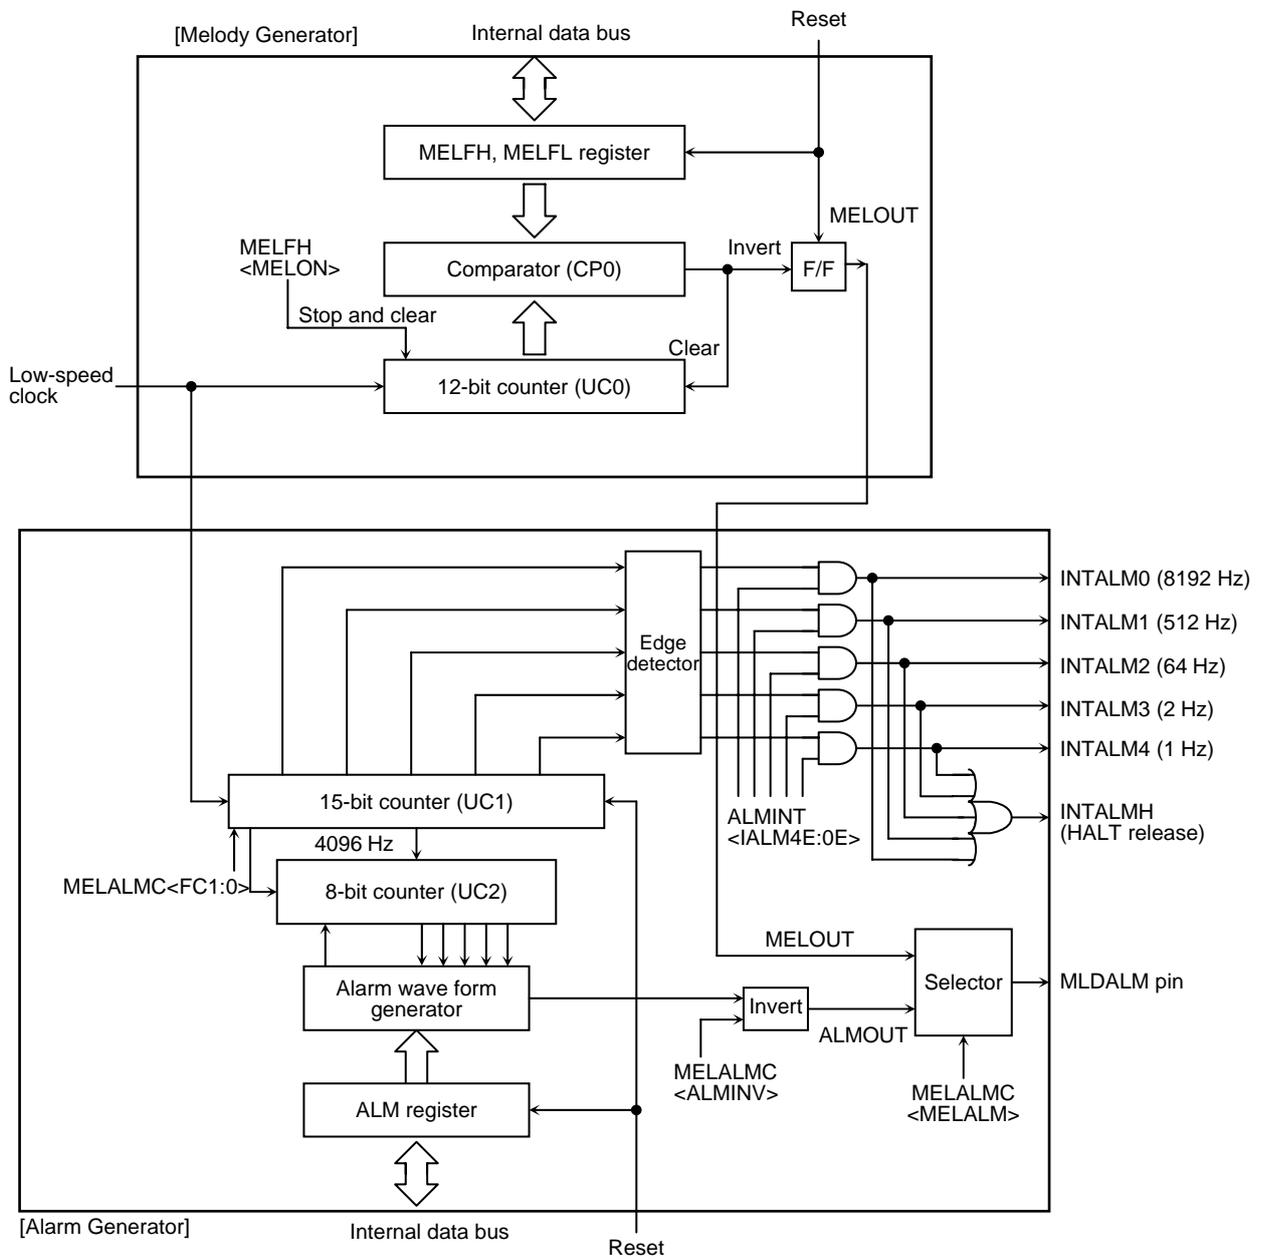 Reset
[Melody Generator]
Internal data bus
MELFH, MELFL register
MELOUT
MELFH
<MELON>
Invert
Comparator (CP0)
F/F
Stop and clear
Clear
Low-speed
clock
12-bit counter (UC0)
INTALM0 (8192 Hz)
INTALM1 (512 Hz)
Edge
detector
INTALM2 (64 Hz)
INTALM3 (2 Hz)
INTALM4 (1 Hz)
15-bit counter (UC1)
ALMINT
<IALM4E:0E>
INTALMH
(HALT release)
4096 Hz
MELALMC<FC1:0>
8-bit counter (UC2)
MELOUT
Alarm wave form
generator
Selector
MLDALM pin
Invert
ALMOUT
MELALMC
<ALMINV>
MELALMC
<MELALM>
ALM register
[Alarm Generator]
Internal data bus
Reset